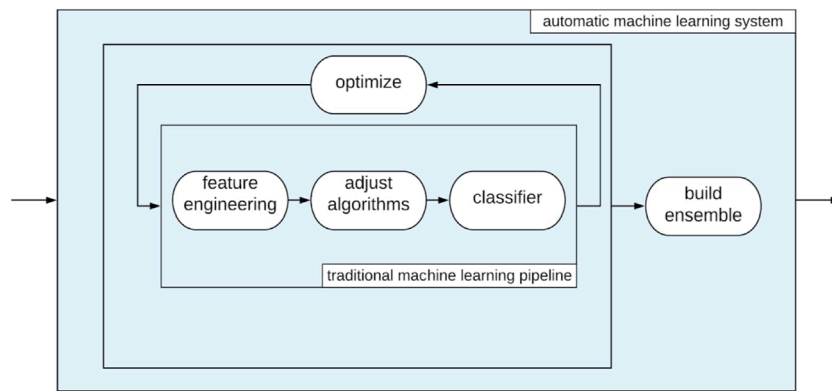 automatic machine learning system
optimize
feature
engineering
adjust
algorithms
classifier
build
ensemble
traditional machine learning pipeline